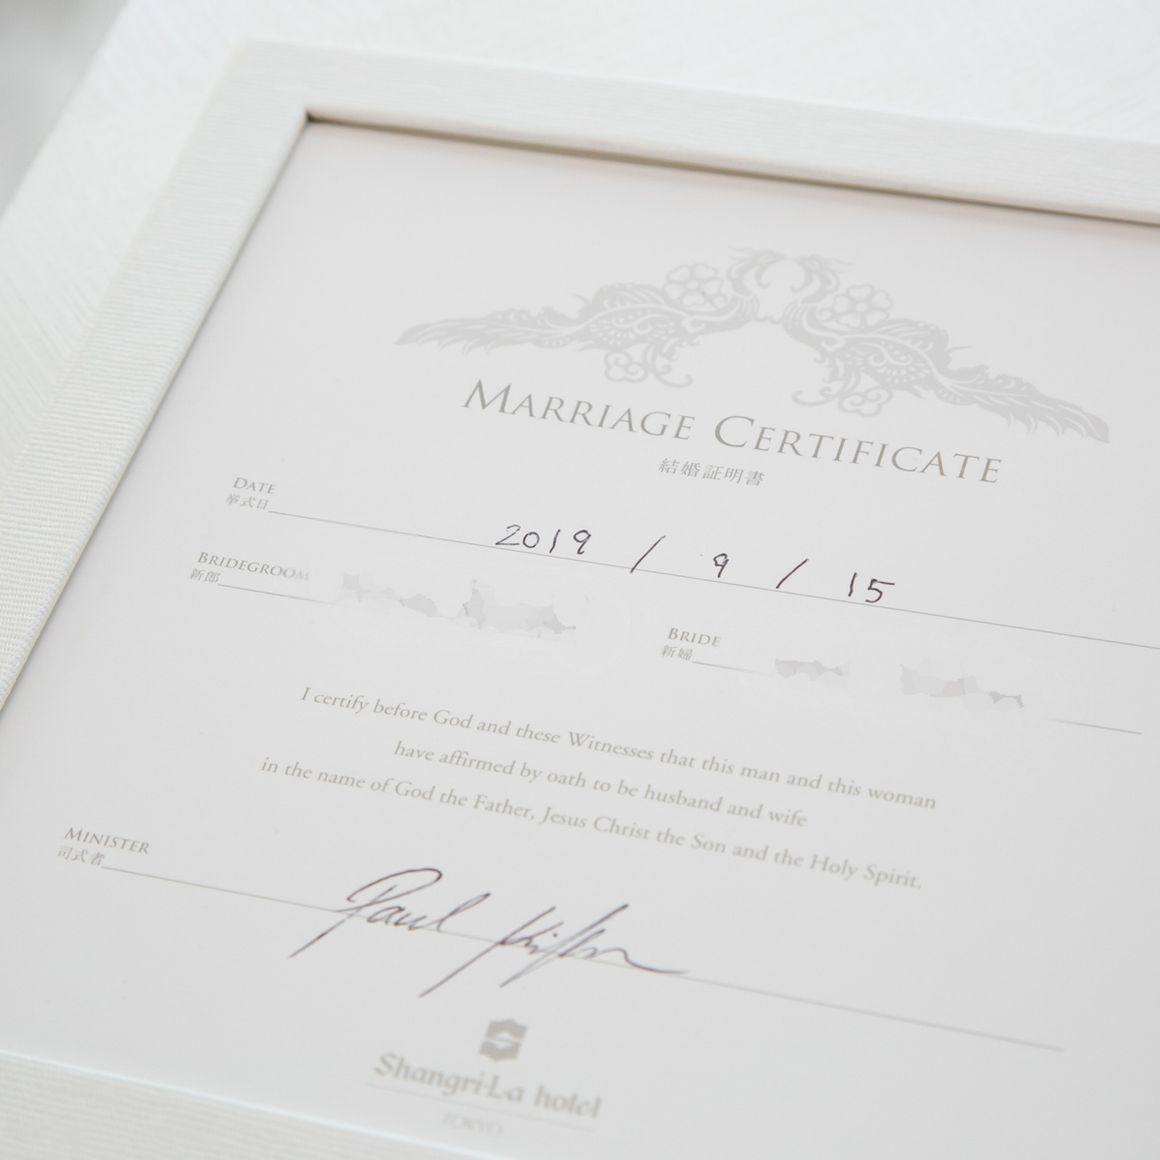 MARRIAGE CERTIFICATE
結婚証明書
DATE
挙式日
2019 / 9 / 15
BRIDEGROOM
新郎
BRIDE
新婦
I certify before God and these Witnesses that this man and this woman
have affirmed by oath to be husband and wife
in the name of God the Father, Jesus Christ the Son and the Holy Spirit.
MINISTER
司式者
Paul
Shangri-La hotel
TOKYO